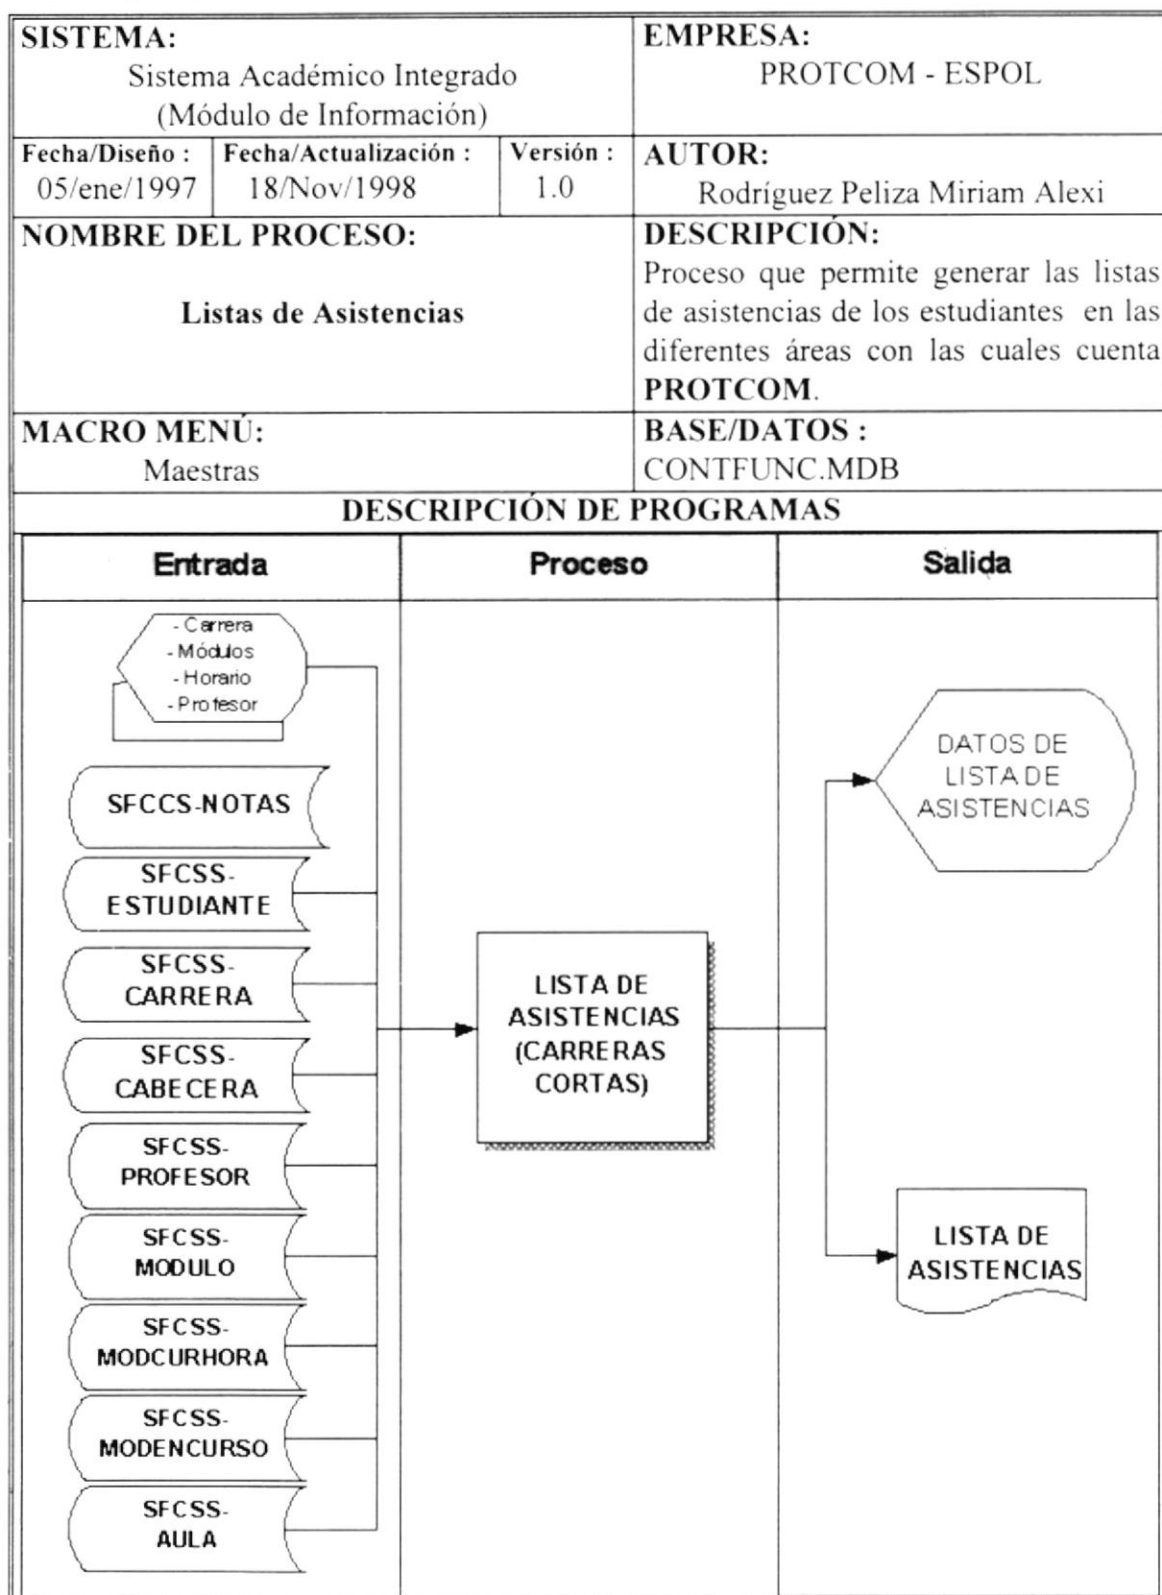 SISTEMA:
Sistema Académico Integrado
(Módulo de Información)
EMPRESA:
PROTCOM - ESPOL
Fecha/Diseño :
05/ene/1997
Fecha/Actualización :
18/Nov/1998
Versión :
1.0
AUTOR:
Rodríguez Peliza Miriam Alexi
NOMBRE DEL PROCESO:
Listas de Asistencias
DESCRIPCIÓN:
Proceso que permite generar las listas
de asistencias de los estudiantes en las
diferentes áreas con las cuales cuenta
PROTCOM.
MACRO MENÚ:
Maestras
BASE/DATOS :
CONTFUNC.MDB
DESCRIPCIÓN DE PROGRAMAS
Entrada
Proceso
Salida
- Carrera
- Módulos
- Horario
- Profesor
SFCCS-NOTAS
SFCSS-
ESTUDIANTE
SFCSS-
CARRERA
SFCSS-
CABECERA
SFCSS-
PROFESOR
SFCSS-
MODULO
SFCSS-
MODCURHORA
SFCSS-
MODENCURSO
SFCSS-
AULA
LISTA DE
ASISTENCIAS
(CARRERAS
CORTAS)
DATOS DE
LISTA DE
ASISTENCIAS
LISTA DE
ASISTENCIAS